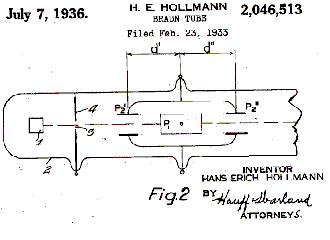 July 7, 1936.
H. E. HOLLMANN
2,046,513
BRAUN TUBE
Filed Feb. 23, 1933
d' d"
P₂' P₂"
4
P₁
1 3
2
Fig.2
INVENTOR
HANS ERICH HOLLMANN
BY
ATTORNEYS.